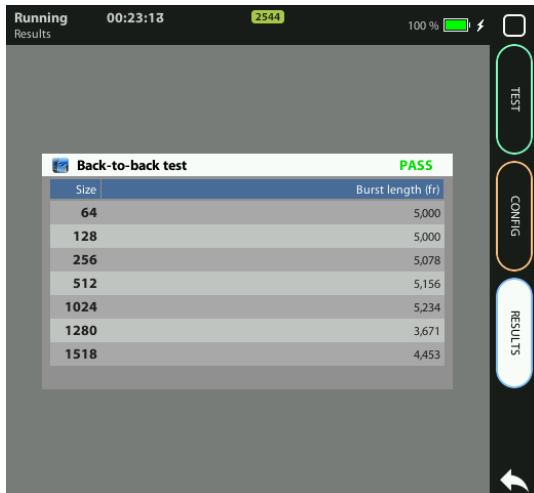 Running 00:23:18 2544 100 %
Results
TEST
CONFIG
RESULTS
Back-to-back test PASS
Size Burst length (fr)
64 5,000
128 5,000
256 5,078
512 5,156
1024 5,234
1280 3,671
1518 4,453